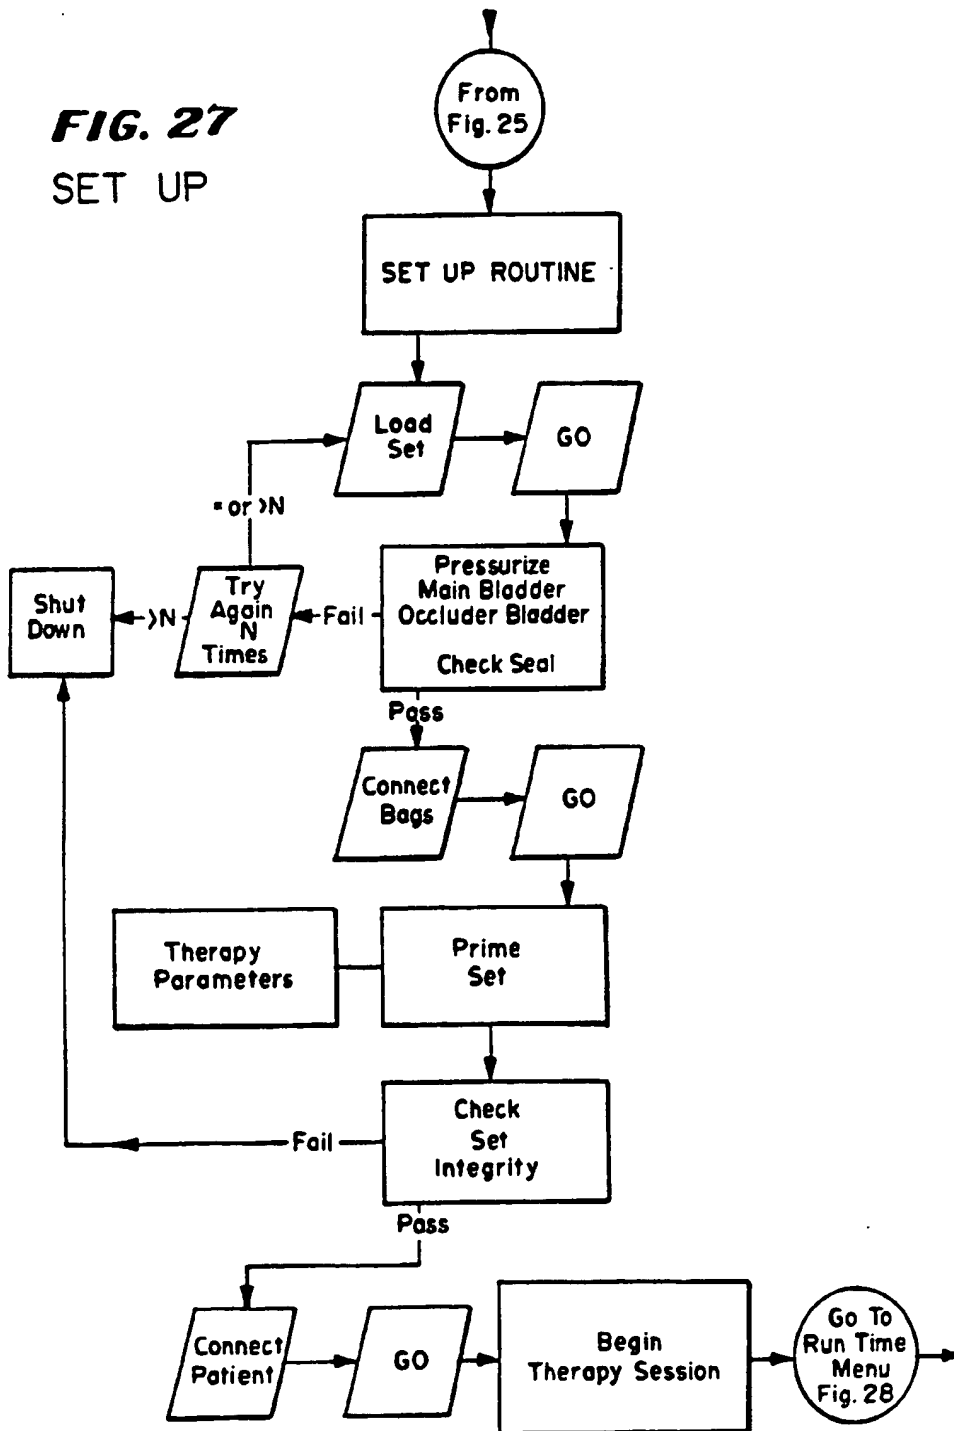 From
Fig. 25
FIG. 27
SET UP
SET UP ROUTINE
Load
Set
GO
= or >N
Pressurize
Main Bladder
Occluder Bladder
Check Seal
Fail
Try
Again
N
Times
>N
Shut
Down
Pass
Connect
Bags
GO
Therapy
Parameters
Prime
Set
Check
Set
Integrity
Fail
Pass
Connect
Patient
GO
Begin
Therapy Session
Go To
Run Time
Menu
Fig. 28